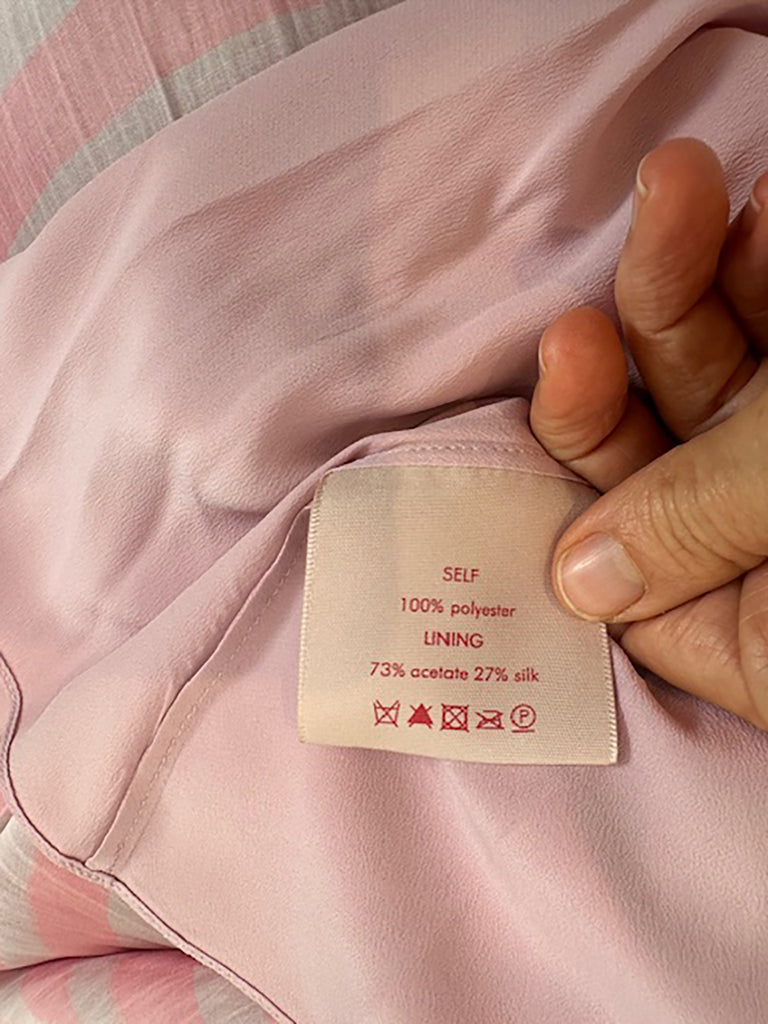 SELF
100% polyester
LINING
73% acetate 27% silk
P